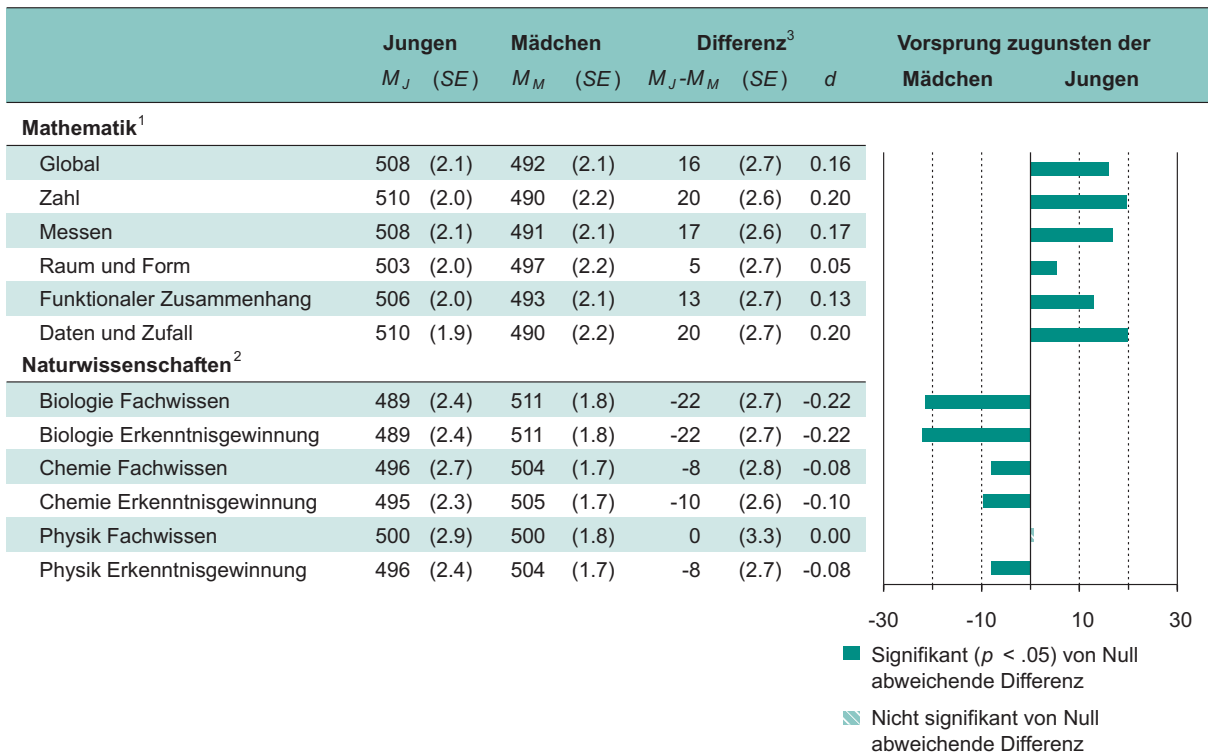 Jungen Mädchen Differenz³ Vorsprung zugunsten der
M_J (SE) M_M (SE) M_J-M_M (SE) d Mädchen Jungen
Mathematik¹
Global 508 (2.1) 492 (2.1) 16 (2.7) 0.16
Zahl 510 (2.0) 490 (2.2) 20 (2.6) 0.20
Messen 508 (2.1) 491 (2.1) 17 (2.6) 0.17
Raum und Form 503 (2.0) 497 (2.2) 5 (2.7) 0.05
Funktionaler Zusammenhang 506 (2.0) 493 (2.1) 13 (2.7) 0.13
Daten und Zufall 510 (1.9) 490 (2.2) 20 (2.7) 0.20
Naturwissenschaften²
Biologie Fachwissen 489 (2.4) 511 (1.8) -22 (2.7) -0.22
Biologie Erkenntnisgewinnung 489 (2.4) 511 (1.8) -22 (2.7) -0.22
Chemie Fachwissen 496 (2.7) 504 (1.7) -8 (2.8) -0.08
Chemie Erkenntnisgewinnung 495 (2.3) 505 (1.7) -10 (2.6) -0.10
Physik Fachwissen 500 (2.9) 500 (1.8) 0 (3.3) 0.00
Physik Erkenntnisgewinnung 496 (2.4) 504 (1.7) -8 (2.7) -0.08
-30 -10 10 30
Signifikant (p < .05) von Null
abweichende Differenz
Nicht signifikant von Null
abweichende Differenz